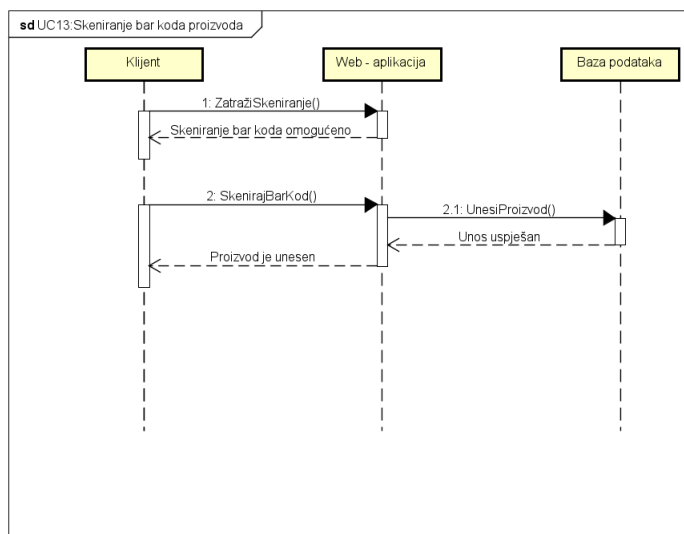 sd UC13:Skeniranje bar koda proizvoda
Klijent
Web - aplikacija
Baza podataka
1: ZatražiSkeniranje()
Skeniranje bar koda omogućeno
2: SkenirajBarKod()
2.1: UnesiProizvod()
Unos uspješan
Proizvod je unesen